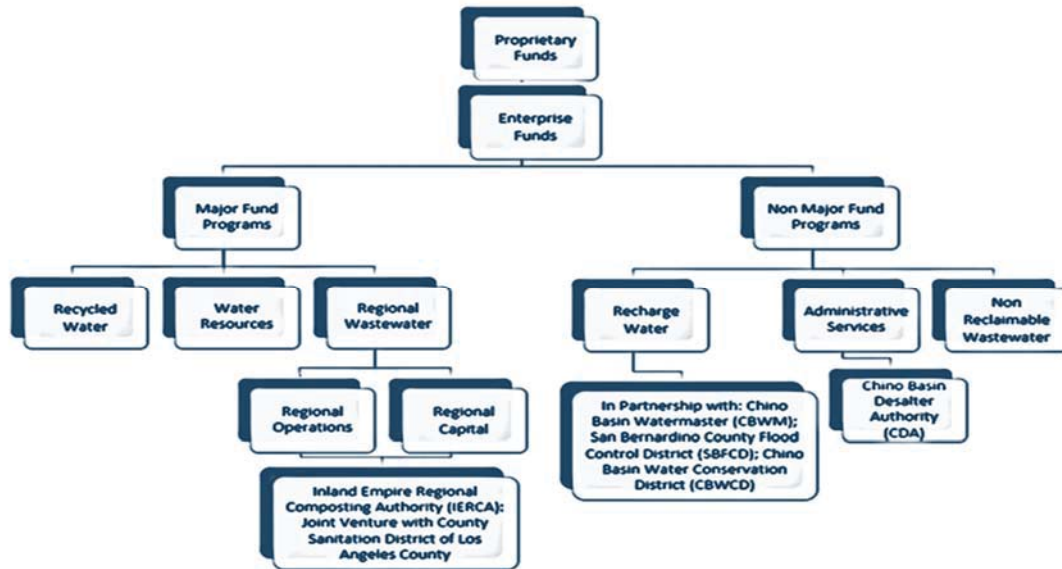 Proprietary
Funds
Enterprise
Funds
Major Fund
Programs
Non Major Fund
Programs
Recycled
Water
Water
Resources
Regional
Wastewater
Recharge
Water
Administrative
Services
Non
Reclaimable
Wastewater
Regional
Operations
Regional
Capital
In Partnership with: Chino
Basin Watermaster (CBWM);
San Bernardino County Flood
Control District (SBFCD); Chino
Basin Water Conservation
District (CBWCD)
Chino Basin
Desalter
Authority
(CDA)
Inland Empire Regional
Composting Authority (IERCA):
Joint Venture with County
Sanitation District of Los
Angeles County